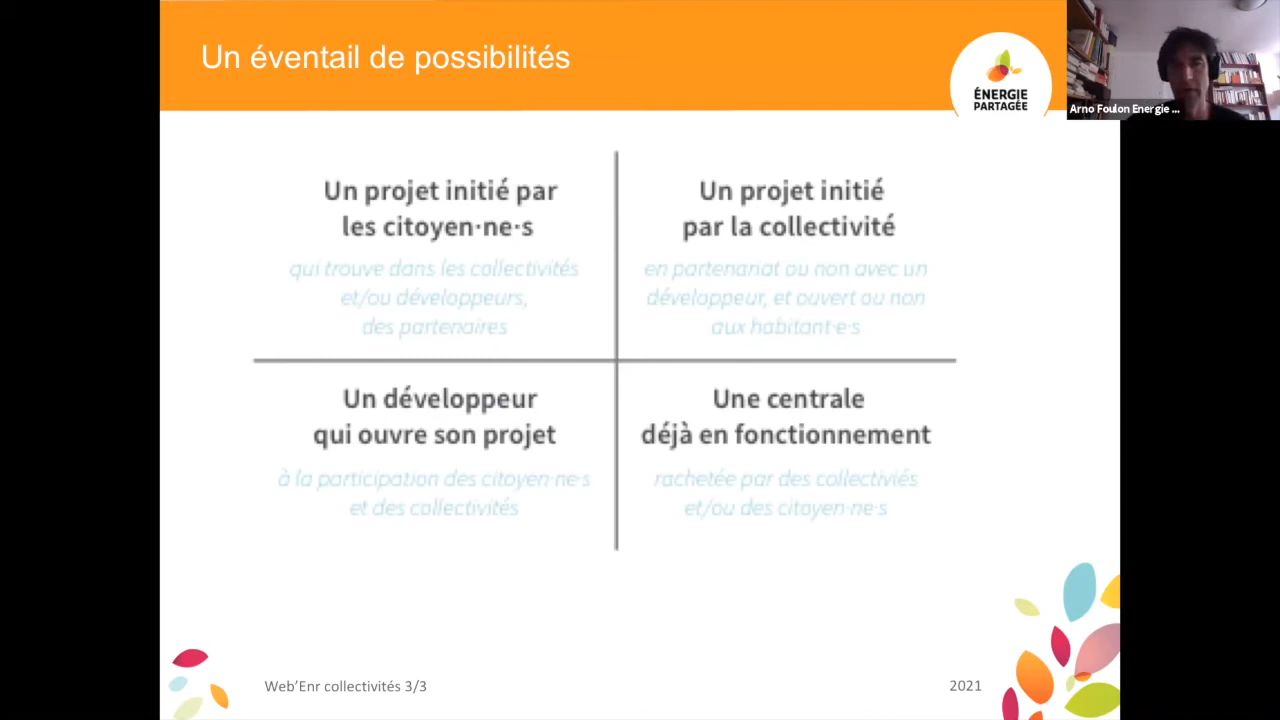 Un éventail de possibilités
ÉNERGIE
PARTAGÉE
Arno Foulon Energie ...
Un projet initié par
les citoyen·ne·s
qui trouve dans les collectivités
et/ou développeurs,
des partenaires
Un projet initié
par la collectivité
en partenariat ou non avec un
développeur, et ouvert ou non
aux habitant·e·s
Un développeur
qui ouvre son projet
à la participation des citoyen·ne·s
et des collectivités
Une centrale
déjà en fonctionnement
rachetée par des collectiviés
et/ou des citoyen·ne·s
Web'Enr collectivités 3/3
2021